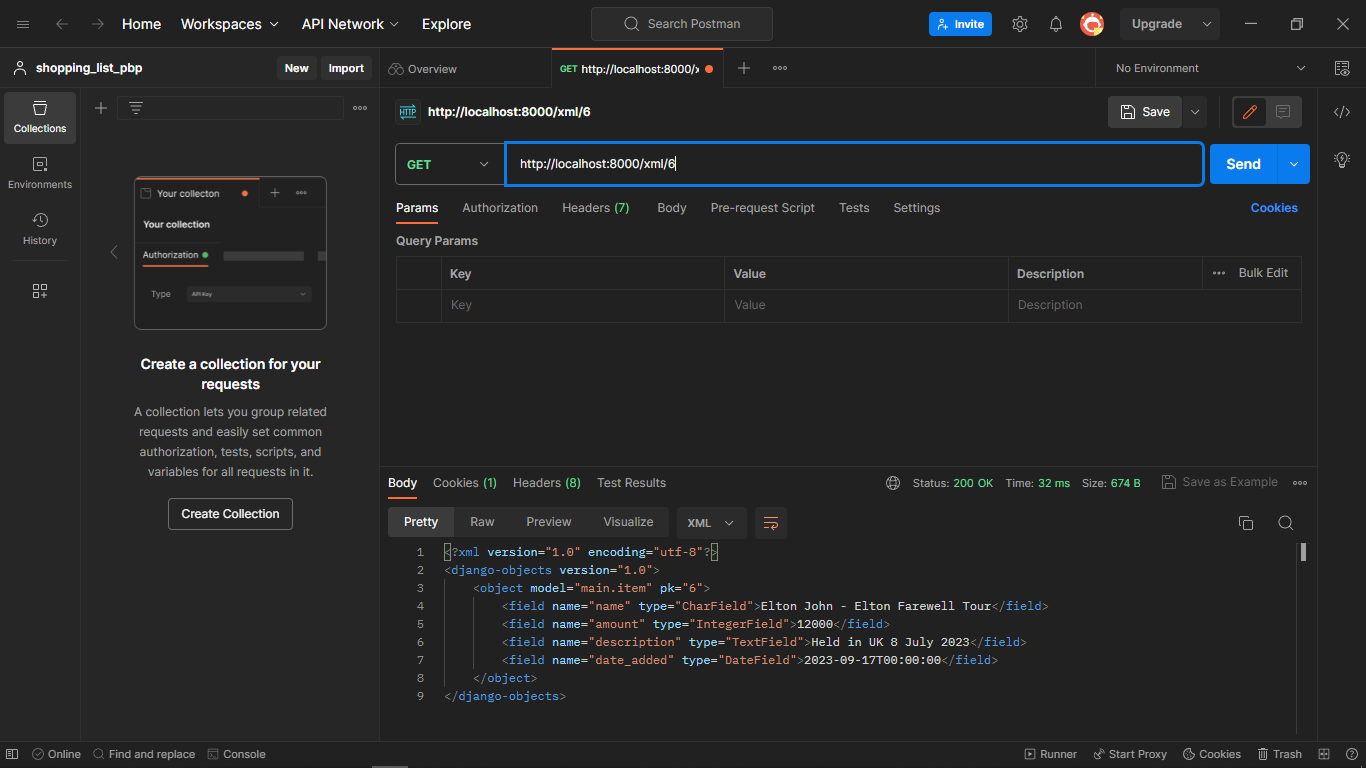 Home Workspaces API Network Explore Search Postman Invite Upgrade
shopping_list_pbp New Import Overview GET http://localhost:8000/x No Environment
Collections
Environments
History
Your collecton
Your collection
Authorization
Type API Key
Create a collection for your
requests
A collection lets you group related
requests and easily set common
authorization, tests, scripts, and
variables for all requests in it.
Create Collection
HTTP http://localhost:8000/xml/6 Save
GET http://localhost:8000/xml/6 Send
Params Authorization Headers (7) Body Pre-request Script Tests Settings Cookies
Query Params
Key Value Description Bulk Edit
Key Value Description
Body Cookies (1) Headers (8) Test Results Status: 200 OK Time: 32 ms Size: 674 B Save as Example
Pretty Raw Preview Visualize XML
1 <?xml version="1.0" encoding="utf-8"?>
2 <django-objects version="1.0">
3 <object model="main.item" pk="6">
4 <field name="name" type="CharField">Elton John - Elton Farewell Tour</field>
5 <field name="amount" type="IntegerField">12000</field>
6 <field name="description" type="TextField">Held in UK 8 July 2023</field>
7 <field name="date_added" type="DateField">2023-09-17T00:00:00</field>
8 </object>
9 </django-objects>
Online Find and replace Console Runner Start Proxy Cookies Trash